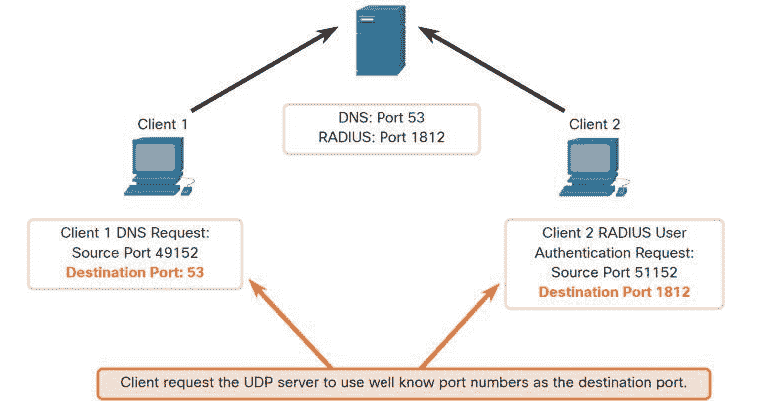 DNS: Port 53
RADIUS: Port 1812
Client 1
Client 2
Client 1 DNS Request:
Source Port 49152
Destination Port: 53
Client 2 RADIUS User
Authentication Request:
Source Port 51152
Destination Port 1812
Client request the UDP server to use well know port numbers as the destination port.